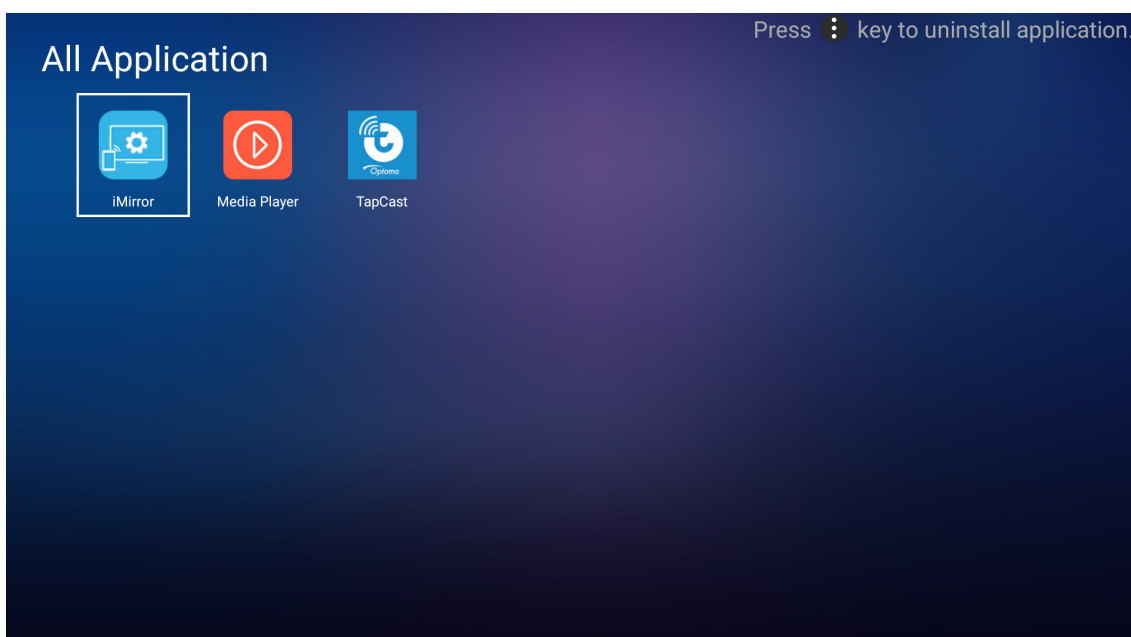 Press key to uninstall application.
All Application
Optoma
iMirror
Media Player
TapCast